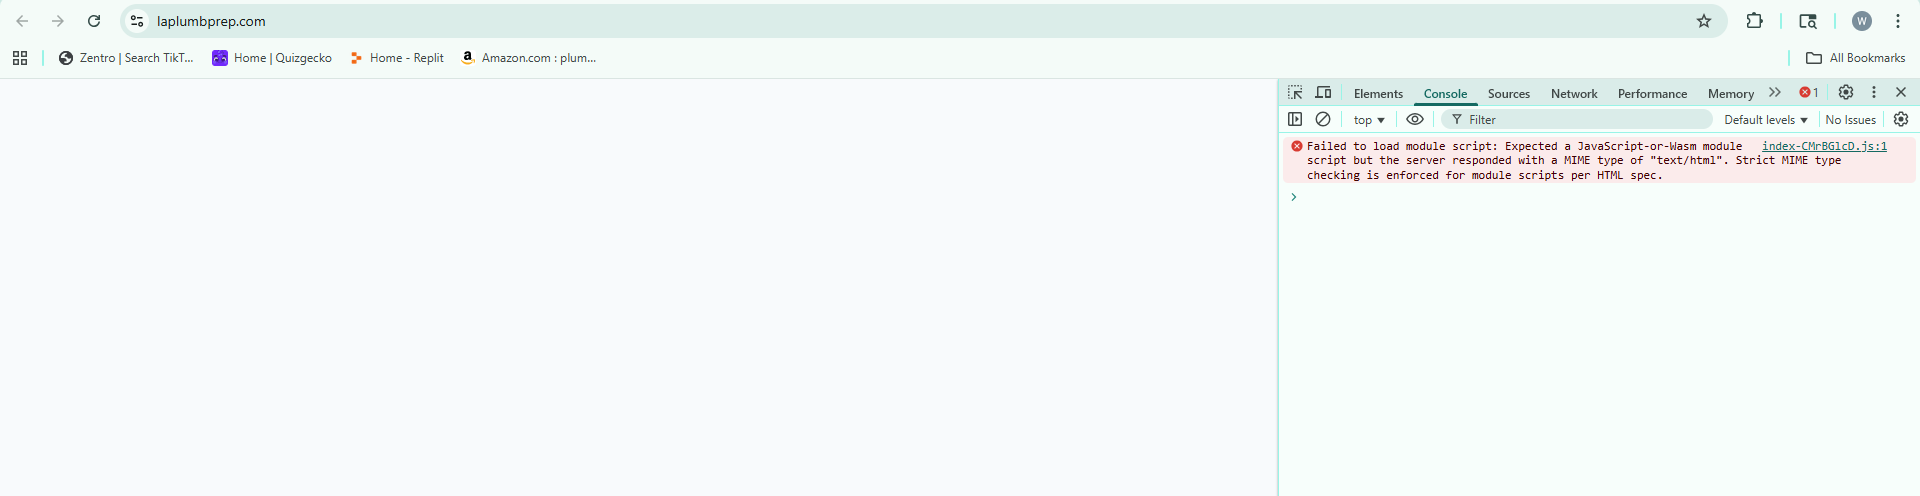 laplumbprep.com
W
Zentro | Search TikT...
Home | Quizgecko
Home - Replit
Amazon.com : plum...
All Bookmarks
Elements
Console
Sources
Network
Performance
Memory
1
top
Filter
Default levels
No Issues
Failed to load module script: Expected a JavaScript-or-Wasm module index-CMrBGlcD.js:1
script but the server responded with a MIME type of "text/html". Strict MIME type
checking is enforced for module scripts per HTML spec.